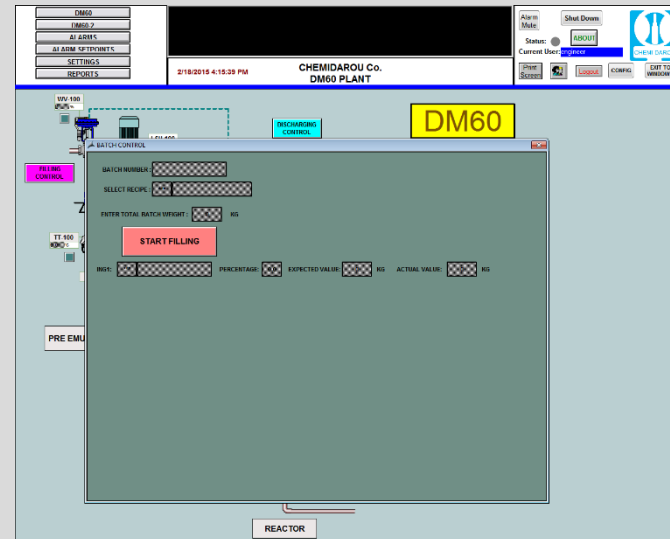 DM60
DM60-2
ALARMS
ALARM SETPOINTS
SETTINGS
REPORTS
2/18/2015 4:15:39 PM
CHEMIDAROU Co.
DM60 PLANT
Alarm
Mute
Shut Down
Status:
ABOUT
Current User:
engineer
CHEMI DARO
Print
Screen
Logout
CONFIG
EXIT TO
WINDOW
WV-100
DISCHARGING
CONTROL
DM60
BATCH CONTROL
FILLING
CONTROL
BATCH NUMBER :
SELECT RECIPE :
ENTER TOTAL BATCH WEIGHT :
KG
START FILLING
TT-100
ING1:
PERCENTAGE:
EXPECTED VALUE:
KG
ACTUAL VALUE:
KG
PRE EMU
REACTOR